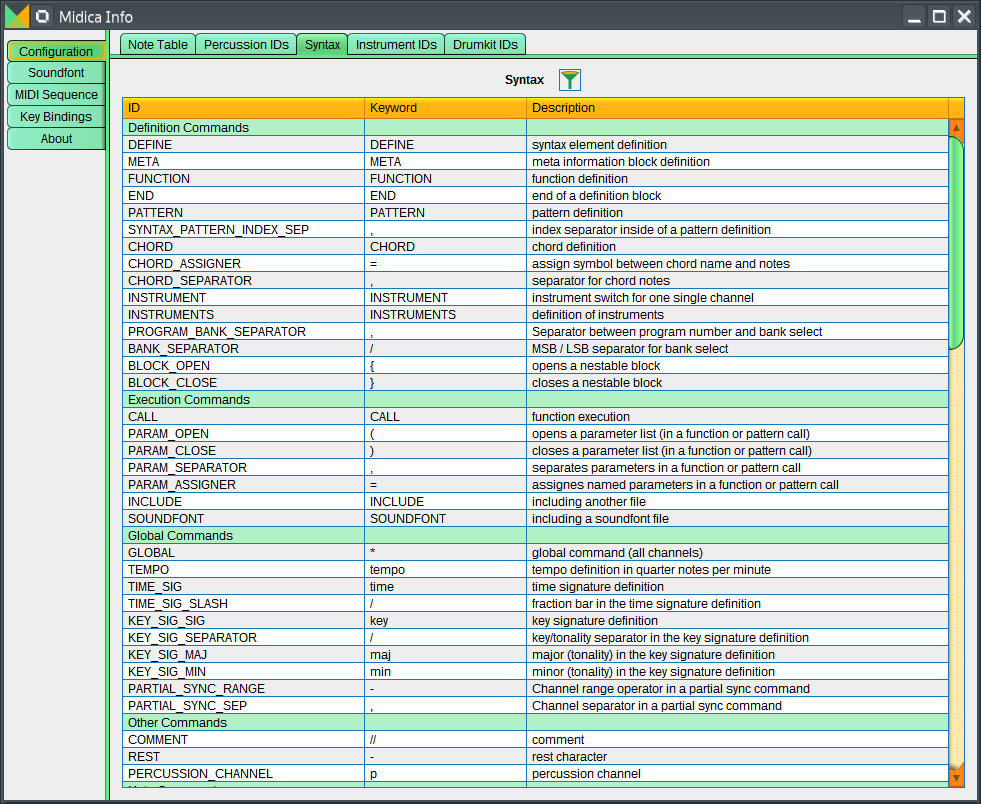 Midica Info
Configuration
Soundfont
MIDI Sequence
Key Bindings
About
Note Table Percussion IDs Syntax Instrument IDs Drumkit IDs
Syntax
ID Keyword Description
Definition Commands
DEFINE DEFINE syntax element definition
META META meta information block definition
FUNCTION FUNCTION function definition
END END end of a definition block
PATTERN PATTERN pattern definition
SYNTAX_PATTERN_INDEX_SEP , index separator inside of a pattern definition
CHORD CHORD chord definition
CHORD_ASSIGNER = assign symbol between chord name and notes
CHORD_SEPARATOR , separator for chord notes
INSTRUMENT INSTRUMENT instrument switch for one single channel
INSTRUMENTS INSTRUMENTS definition of instruments
PROGRAM_BANK_SEPARATOR , Separator between program number and bank select
BANK_SEPARATOR / MSB / LSB separator for bank select
BLOCK_OPEN { opens a nestable block
BLOCK_CLOSE } closes a nestable block
Execution Commands
CALL CALL function execution
PARAM_OPEN ( opens a parameter list (in a function or pattern call)
PARAM_CLOSE ) closes a parameter list (in a function or pattern call)
PARAM_SEPARATOR , separates parameters in a function or pattern call
PARAM_ASSIGNER = assignes named parameters in a function or pattern call
INCLUDE INCLUDE including another file
SOUNDFONT SOUNDFONT including a soundfont file
Global Commands
GLOBAL * global command (all channels)
TEMPO tempo tempo definition in quarter notes per minute
TIME_SIG time time signature definition
TIME_SIG_SLASH / fraction bar in the time signature definition
KEY_SIG_SIG key key signature definition
KEY_SIG_SEPARATOR / key/tonality separator in the key signature definition
KEY_SIG_MAJ maj major (tonality) in the key signature definition
KEY_SIG_MIN min minor (tonality) in the key signature definition
PARTIAL_SYNC_RANGE - Channel range operator in a partial sync command
PARTIAL_SYNC_SEP , Channel separator in a partial sync command
Other Commands
COMMENT // comment
REST - rest character
PERCUSSION_CHANNEL p percussion channel